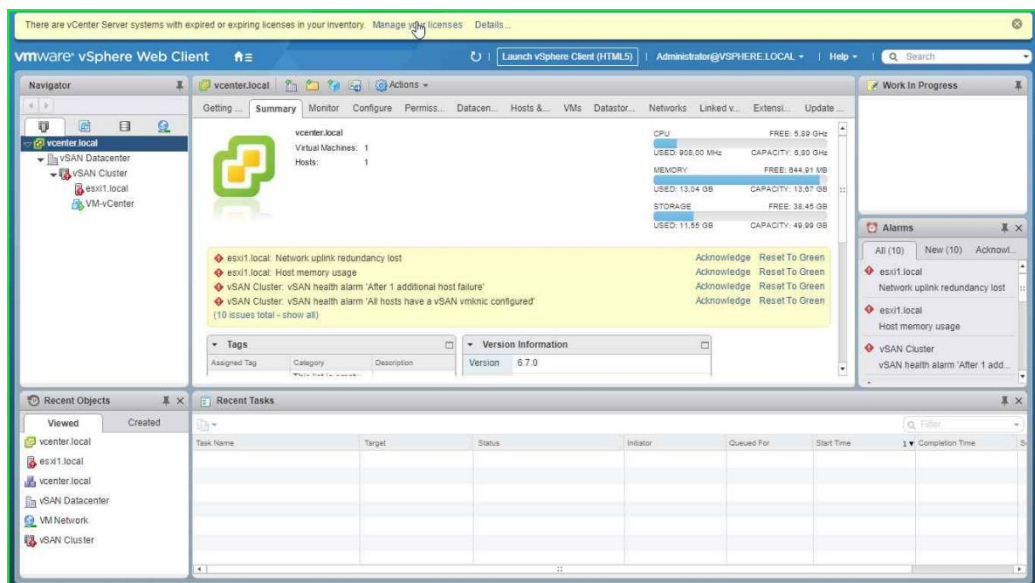 There are vCenter Server systems with expired or expiring licenses in your inventory. Manage your licenses Details...
vmware® vSphere Web Client
Launch vSphere Client (HTML5) | Administrator@VSPHERE.LOCAL | Help | Search
Navigator
vcenter.local
vSAN Datacenter
vSAN Cluster
esxi1.local
VM-vCenter
vcenter.local Actions
Getting ... Summary Monitor Configure Permiss... Datacen... Hosts &... VMs Datastor... Networks Linked v... Extensi... Update ...
vcenter.local
Virtual Machines: 1
Hosts: 1
CPU FREE: 5.89 GHz
USED: 908.00 MHz CAPACITY: 6.80 GHz
MEMORY FREE: 644.91 MB
USED: 13.04 GB CAPACITY: 13.67 GB
STORAGE FREE: 38.45 GB
USED: 11.55 GB CAPACITY: 49.99 GB
esxi1.local: Network uplink redundancy lost Acknowledge Reset To Green
esxi1.local: Host memory usage Acknowledge Reset To Green
vSAN Cluster: vSAN health alarm 'After 1 additional host failure' Acknowledge Reset To Green
vSAN Cluster: vSAN health alarm 'All hosts have a vSAN vmknic configured' Acknowledge Reset To Green
(10 issues total - show all)
Tags
Assigned Tag Category Description
This list is empty.
Version Information
Version 6.7.0
Work In Progress
Alarms
All (10) New (10) Acknowl...
esxi1.local
Network uplink redundancy lost
esxi1.local
Host memory usage
vSAN Cluster
vSAN health alarm 'After 1 add...
Recent Objects
Viewed Created
vcenter.local
esxi1.local
vcenter.local
vSAN Datacenter
VM Network
vSAN Cluster
Recent Tasks
Filter
Task Name Target Status Initiator Queued For Start Time 1 Completion Time